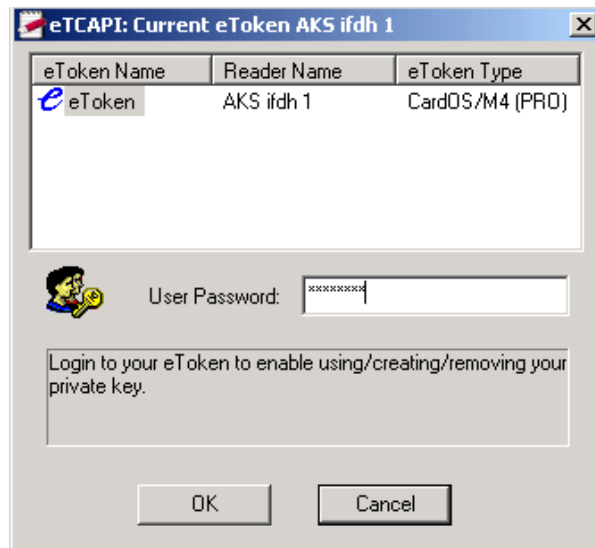 eTCAPI: Current eToken AKS ifdh 1
eToken Name Reader Name eToken Type
eToken AKS ifdh 1 CardOS/M4 (PRO)
User Password: ********
Login to your eToken to enable using/creating/removing your
private key.
OK Cancel